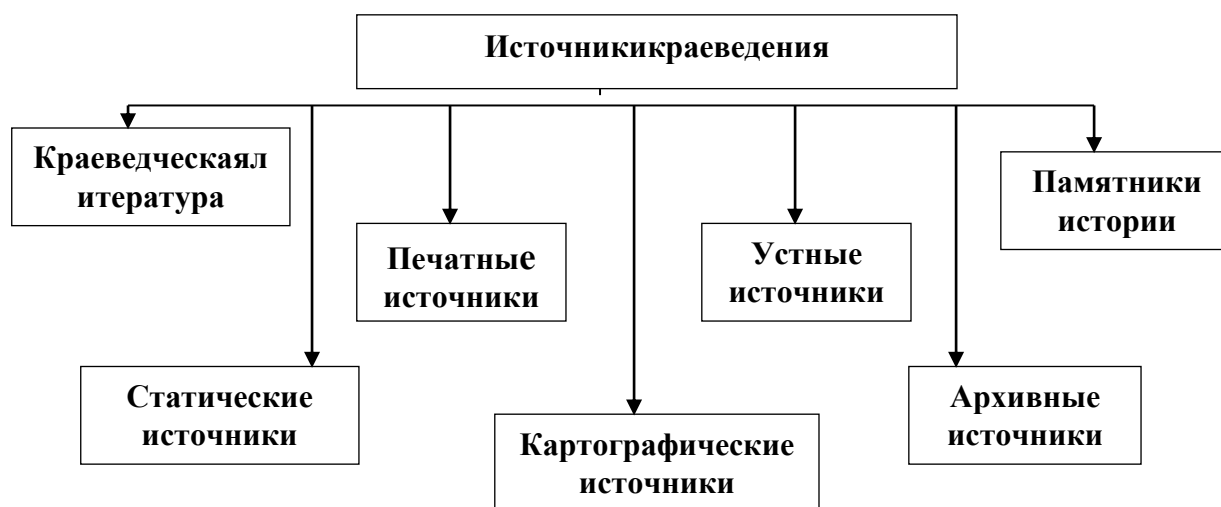 Источникикраеведения
Краеведческаял
итература
Памятники
истории
Печатные
источники
Устные
источники
Статические
источники
Архивные
источники
Картографические
источники